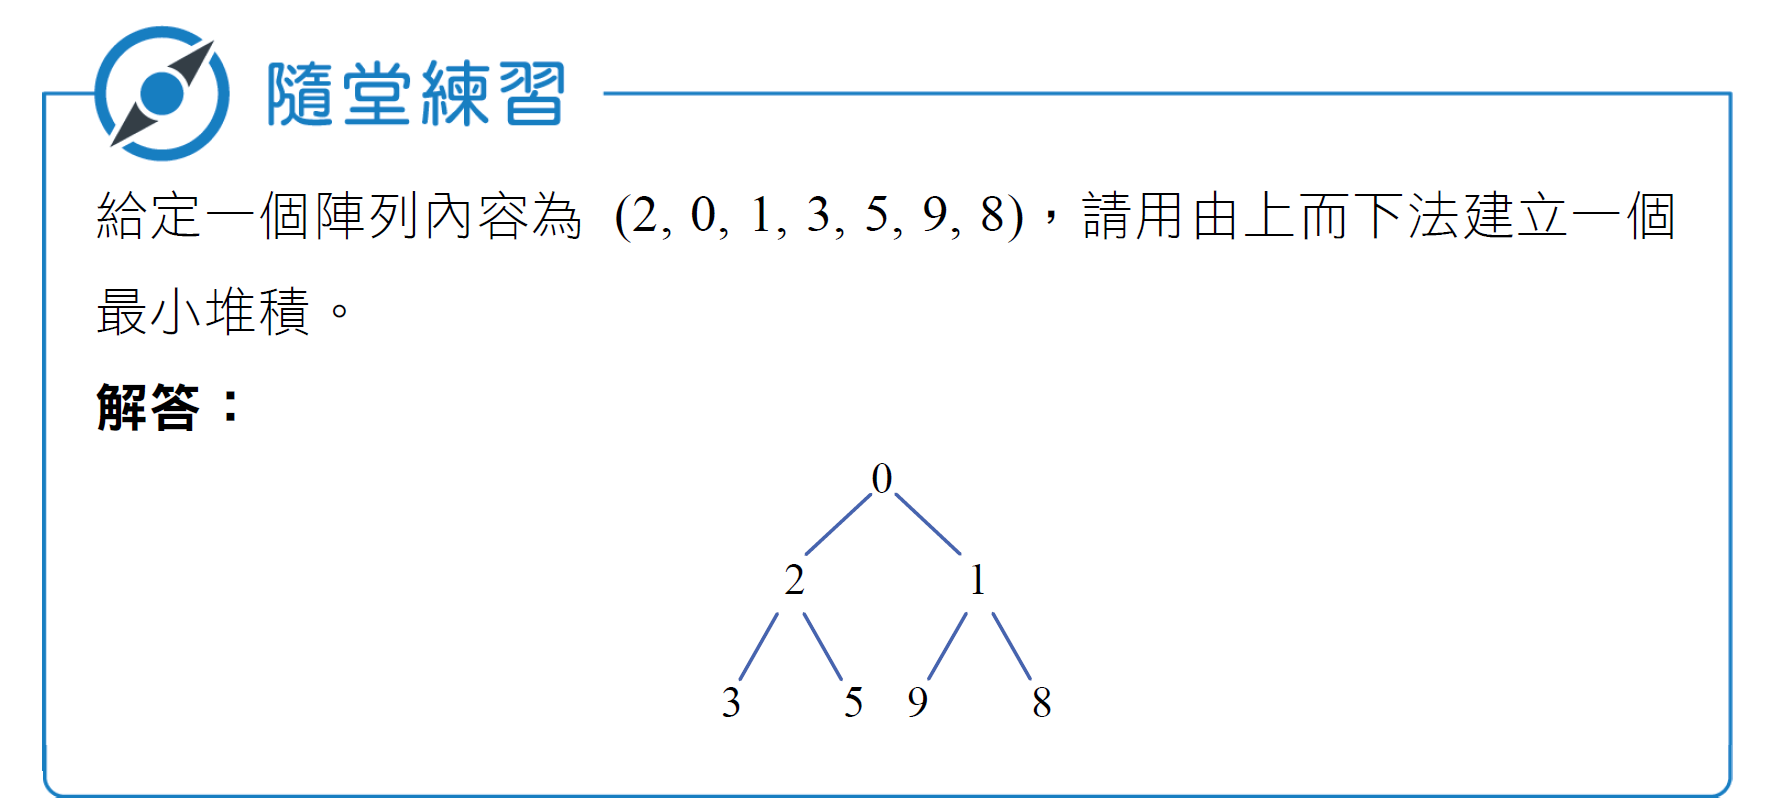 隨堂練習
給定一個陣列內容為 (2, 0, 1, 3, 5, 9, 8)，請用由上而下法建立一個
最小堆積。
解答：
0
2 1
3 5 9 8